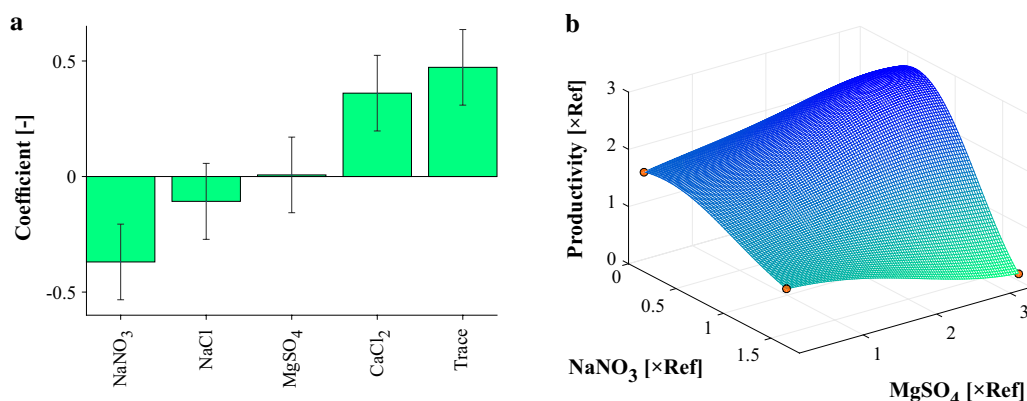 a
Coefficient [-]
0.5
0
-0.5
NaNO3
NaCl
MgSO4
CaCl2
Trace
b
Productivity [×Ref]
3
2
1
0
0
0.5
1
1.5
NaNO3 [×Ref]
1
2
3
MgSO4 [×Ref]